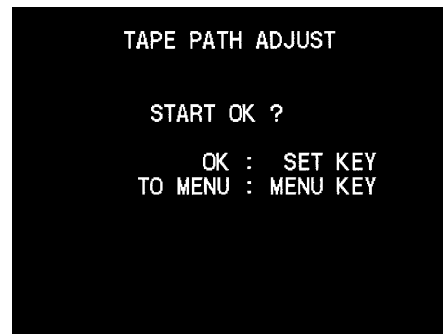 TAPE PATH ADJUST
START OK ?
OK : SET KEY
TO MENU : MENU KEY